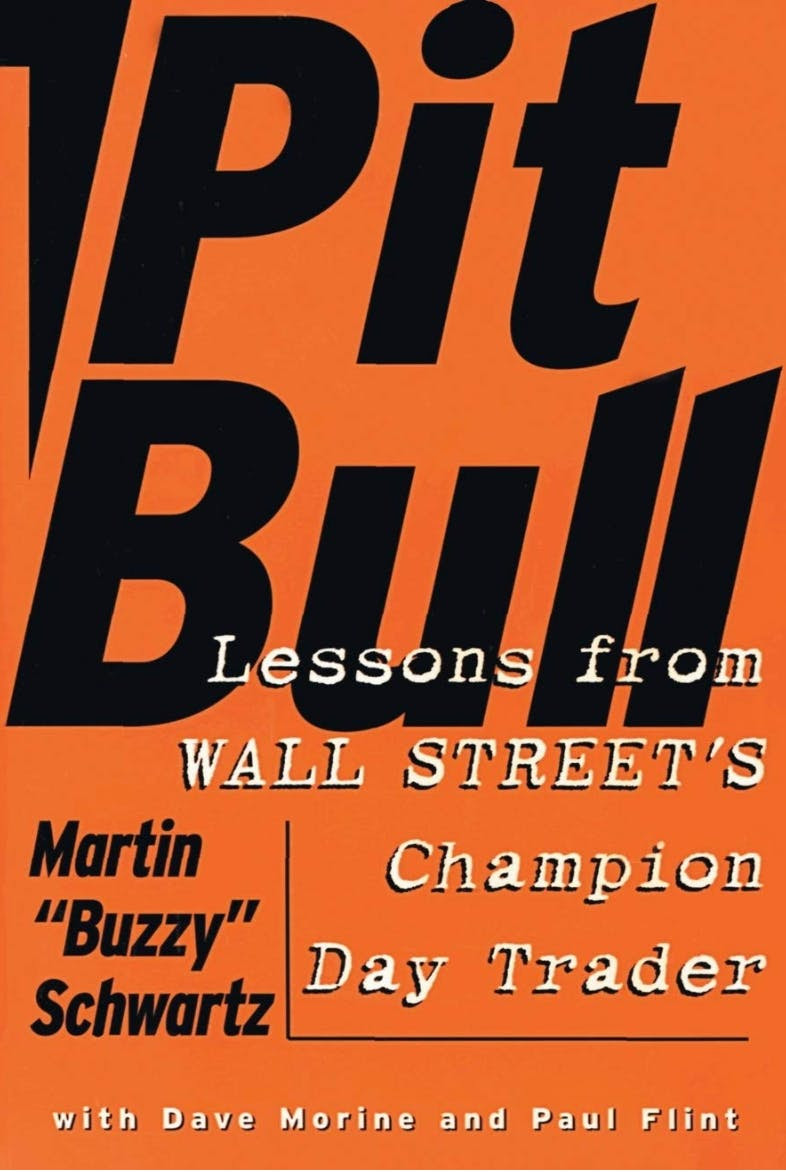 Pit
Bull
Lessons from
WALL STREET'S
Champion
Day Trader
Martin
"Buzzy"
Schwartz
with Dave Morine and Paul Flint